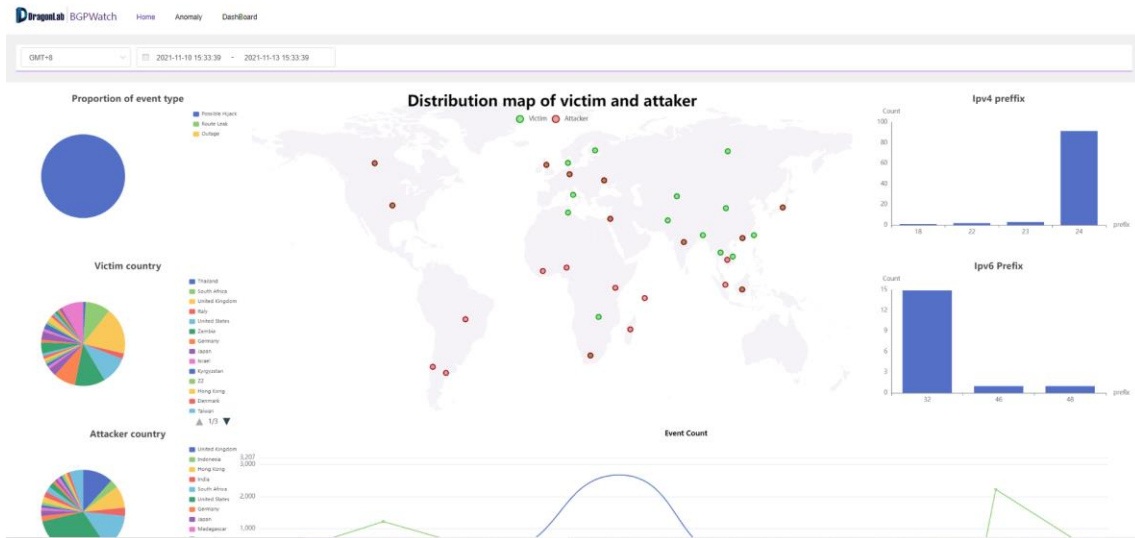 DragonLab BGPWatch Home Anomaly DashBoard
GMT+8 2021-11-10 15:33:39 - 2021-11-13 15:33:39
Proportion of event type
Possible Hijack
Route Leak
Outage
Distribution map of victim and attaker
Victim Attacker
Ipv4 preffix
Count
100
80
60
40
20
0
18 22 23 24 prefix
Victim country
Thailand
South Africa
United Kingdom
Italy
United States
Zambia
Germany
Japan
Israel
Kyrgyzstan
ZZ
Hong Kong
Denmark
Taiwan
1/3
Ipv6 Prefix
Count
15
12
9
6
3
0
32 46 48 prefix
Attacker country
United Kingdom
Indonesia
Hong Kong
India
South Africa
United States
Germany
Japan
Madagascar
Event Count
3,207
3,000
2,000
1,000